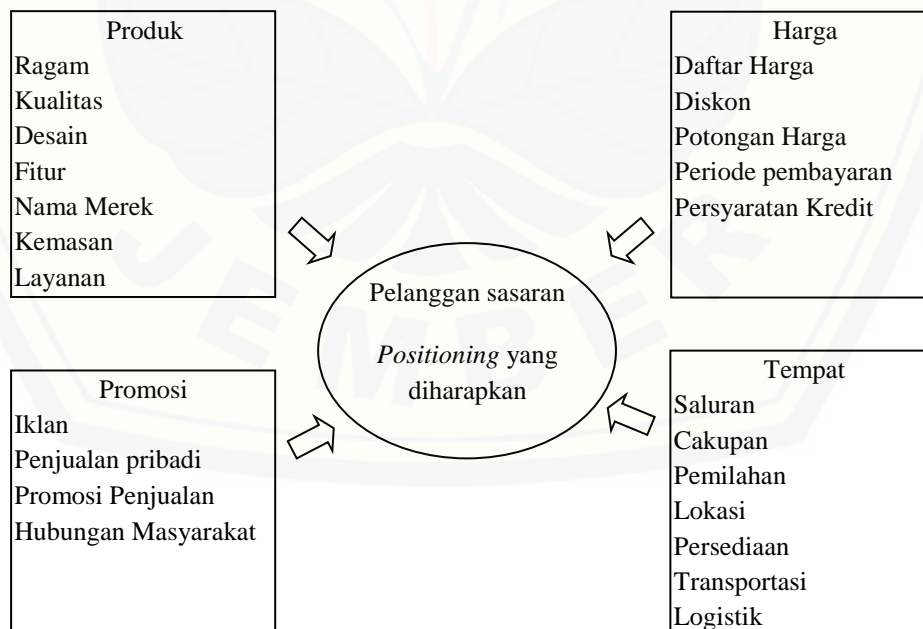 Produk
Ragam
Kualitas
Desain
Fitur
Nama Merek
Kemasan
Layanan
Harga
Daftar Harga
Diskon
Potongan Harga
Periode pembayaran
Persyaratan Kredit
Pelanggan sasaran
Positioning yang
diharapkan
Promosi
Iklan
Penjualan pribadi
Promosi Penjualan
Hubungan Masyarakat
Tempat
Saluran
Cakupan
Pemilahan
Lokasi
Persediaan
Transportasi
Logistik
JEMBER